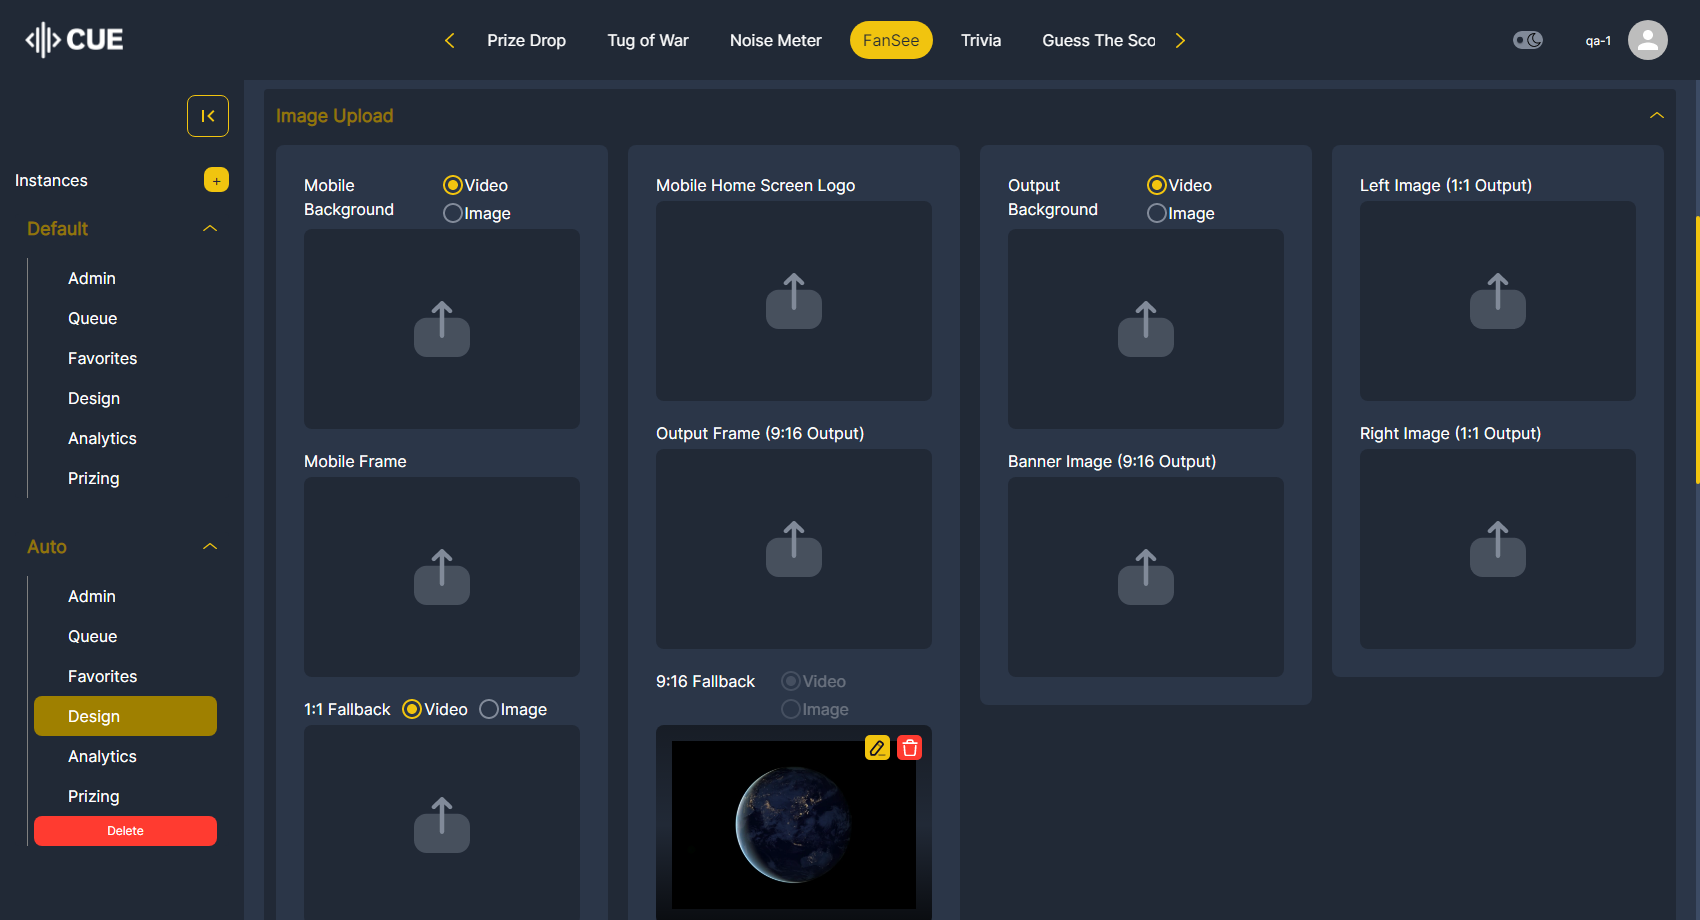 CUE
Prize Drop
Tug of War
Noise Meter
FanSee
Trivia
Guess The Sco
qa-1
Instances
+
Default
Admin
Queue
Favorites
Design
Analytics
Prizing
Auto
Admin
Queue
Favorites
Design
Analytics
Prizing
Delete
Image Upload
Mobile
Background
Video
Image
Mobile Frame
1:1 Fallback
Video
Image
Mobile Home Screen Logo
Output Frame (9:16 Output)
9:16 Fallback
Video
Image
Output
Background
Video
Image
Banner Image (9:16 Output)
Left Image (1:1 Output)
Right Image (1:1 Output)